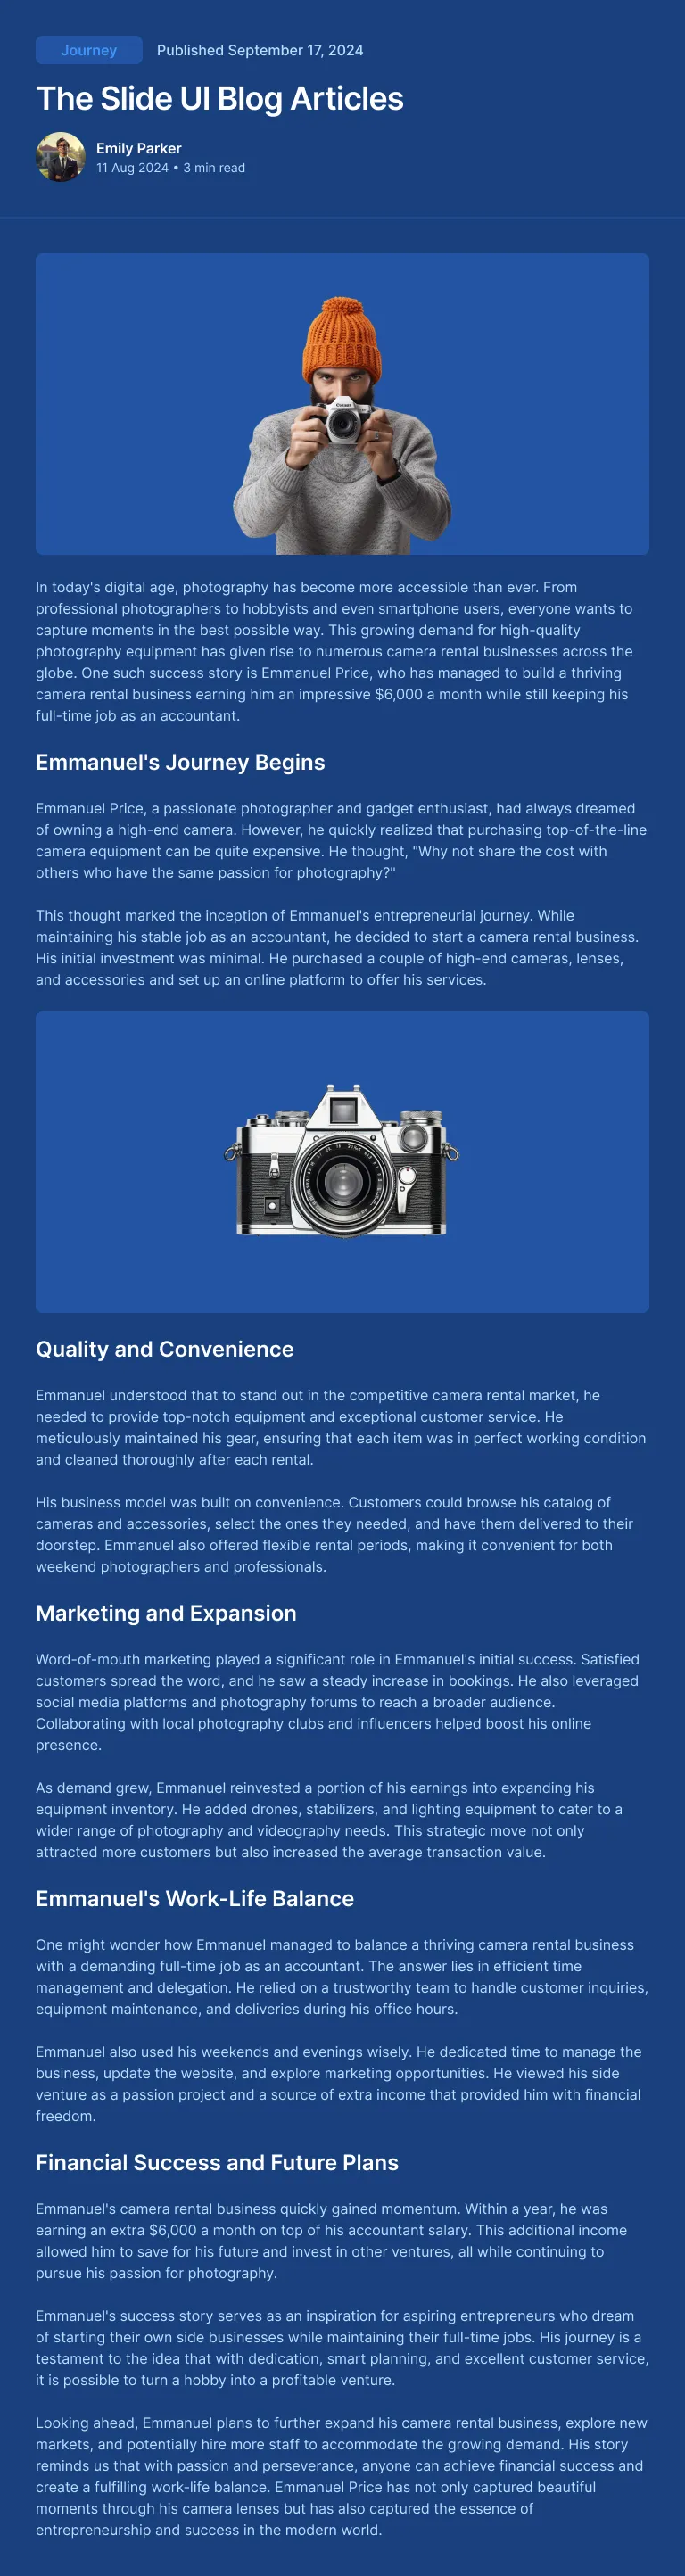 Journey
Published September 17, 2024
The Slide UI Blog Articles
Emily Parker
11 Aug 2024 • 3 min read
In today's digital age, photography has become more accessible than ever. From
professional photographers to hobbyists and even smartphone users, everyone wants to
capture moments in the best possible way. This growing demand for high-quality
photography equipment has given rise to numerous camera rental businesses across the
globe. One such success story is Emmanuel Price, who has managed to build a thriving
camera rental business earning him an impressive $6,000 a month while still keeping his
full-time job as an accountant.
Emmanuel's Journey Begins
Emmanuel Price, a passionate photographer and gadget enthusiast, had always dreamed
of owning a high-end camera. However, he quickly realized that purchasing top-of-the-line
camera equipment can be quite expensive. He thought, "Why not share the cost with
others who have the same passion for photography?"
This thought marked the inception of Emmanuel's entrepreneurial journey. While
maintaining his stable job as an accountant, he decided to start a camera rental business.
His initial investment was minimal. He purchased a couple of high-end cameras, lenses,
and accessories and set up an online platform to offer his services.
Quality and Convenience
Emmanuel understood that to stand out in the competitive camera rental market, he
needed to provide top-notch equipment and exceptional customer service. He
meticulously maintained his gear, ensuring that each item was in perfect working condition
and cleaned thoroughly after each rental.
His business model was built on convenience. Customers could browse his catalog of
cameras and accessories, select the ones they needed, and have them delivered to their
doorstep. Emmanuel also offered flexible rental periods, making it convenient for both
weekend photographers and professionals.
Marketing and Expansion
Word-of-mouth marketing played a significant role in Emmanuel's initial success. Satisfied
customers spread the word, and he saw a steady increase in bookings. He also leveraged
social media platforms and photography forums to reach a broader audience.
Collaborating with local photography clubs and influencers helped boost his online
presence.
As demand grew, Emmanuel reinvested a portion of his earnings into expanding his
equipment inventory. He added drones, stabilizers, and lighting equipment to cater to a
wider range of photography and videography needs. This strategic move not only
attracted more customers but also increased the average transaction value.
Emmanuel's Work-Life Balance
One might wonder how Emmanuel managed to balance a thriving camera rental business
with a demanding full-time job as an accountant. The answer lies in efficient time
management and delegation. He relied on a trustworthy team to handle customer inquiries,
equipment maintenance, and deliveries during his office hours.
Emmanuel also used his weekends and evenings wisely. He dedicated time to manage the
business, update the website, and explore marketing opportunities. He viewed his side
venture as a passion project and a source of extra income that provided him with financial
freedom.
Financial Success and Future Plans
Emmanuel's camera rental business quickly gained momentum. Within a year, he was
earning an extra $6,000 a month on top of his accountant salary. This additional income
allowed him to save for his future and invest in other ventures, all while continuing to
pursue his passion for photography.
Emmanuel's success story serves as an inspiration for aspiring entrepreneurs who dream
of starting their own side businesses while maintaining their full-time jobs. His journey is a
testament to the idea that with dedication, smart planning, and excellent customer service,
it is possible to turn a hobby into a profitable venture.
Looking ahead, Emmanuel plans to further expand his camera rental business, explore new
markets, and potentially hire more staff to accommodate the growing demand. His story
reminds us that with passion and perseverance, anyone can achieve financial success and
create a fulfilling work-life balance. Emmanuel Price has not only captured beautiful
moments through his camera lenses but has also captured the essence of
entrepreneurship and success in the modern world.